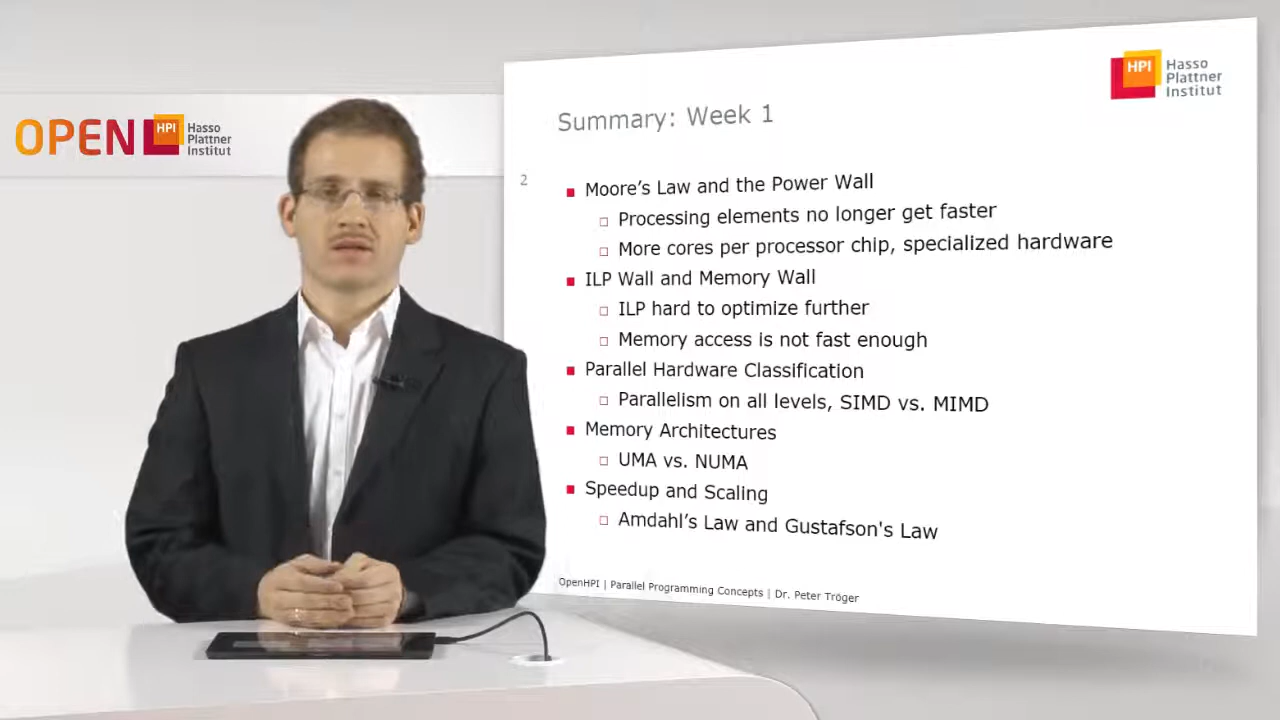 OPEN HPI Hasso
Plattner
Institut
HPI Hasso
Plattner
Institut
Summary: Week 1
2
Moore's Law and the Power Wall
Processing elements no longer get faster
More cores per processor chip, specialized hardware
ILP Wall and Memory Wall
ILP hard to optimize further
Memory access is not fast enough
Parallel Hardware Classification
Parallelism on all levels, SIMD vs. MIMD
Memory Architectures
UMA vs. NUMA
Speedup and Scaling
Amdahl's Law and Gustafson's Law
OpenHPI | Parallel Programming Concepts | Dr. Peter Tröger